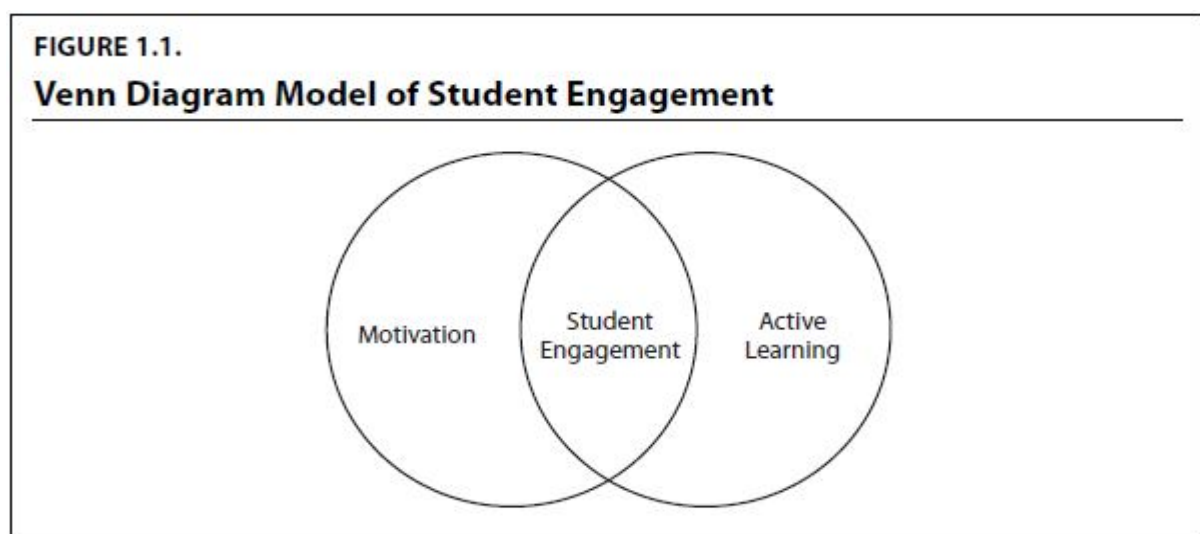 FIGURE 1.1.
Venn Diagram Model of Student Engagement
Motivation
Student
Engagement
Active
Learning